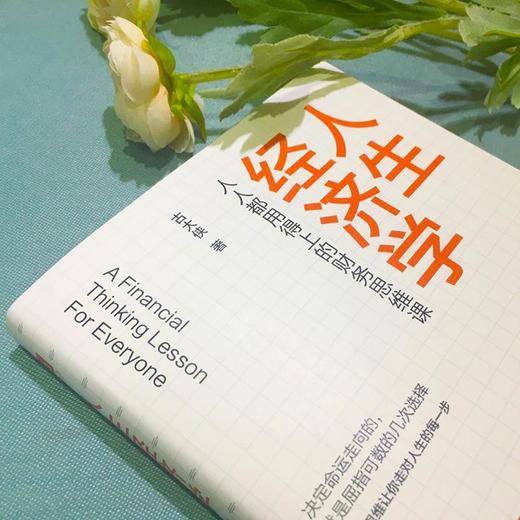 人生
经济学
人人都用得上的财务思维课
古大侠 著
A Financial
Thinking Lesson
For Everyone
决定命运走向的,
是屈指可数的几次选择
维让你走对人生的每一步